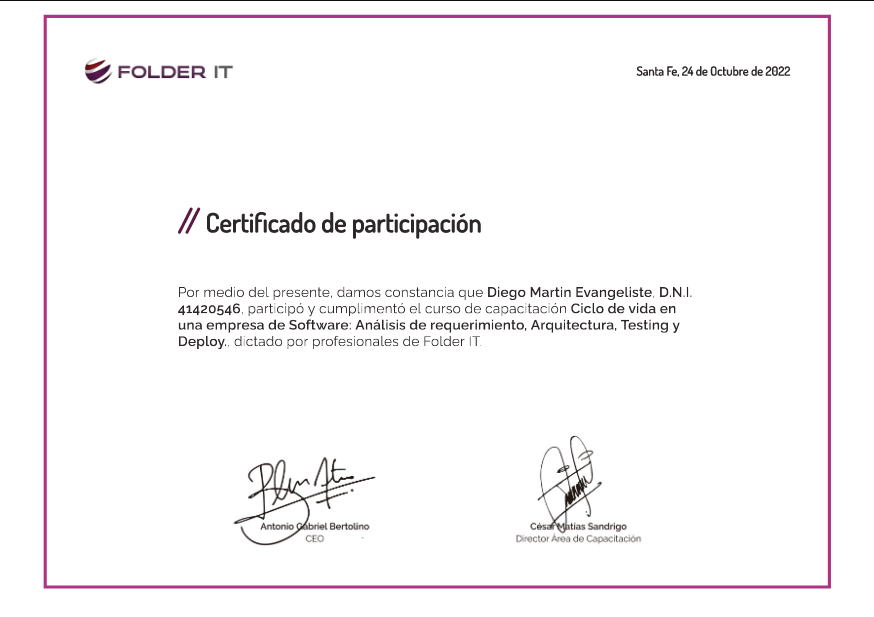 FOLDER IT
Santa Fe, 24 de Octubre de 2022
// Certificado de participación
Por medio del presente, damos constancia que Diego Martin Evangeliste, D.N.I.
41420546, participó y cumplimentó el curso de capacitación Ciclo de vida en
una empresa de Software: Análisis de requerimiento, Arquitectura, Testing y
Deploy., dictado por profesionales de Folder IT.
Antonio Gabriel Bertolino
CEO
César Matías Sandrigo
Director Área de Capacitación